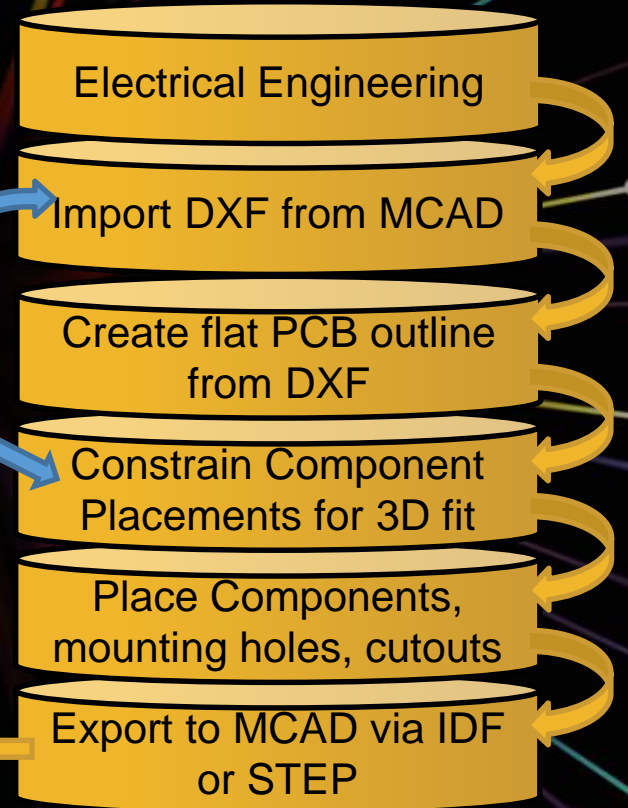 Electrical Engineering
Import DXF from MCAD
Create flat PCB outline
from DXF
Constrain Component
Placements for 3D fit
Place Components,
mounting holes, cutouts
Export to MCAD via IDF
or STEP